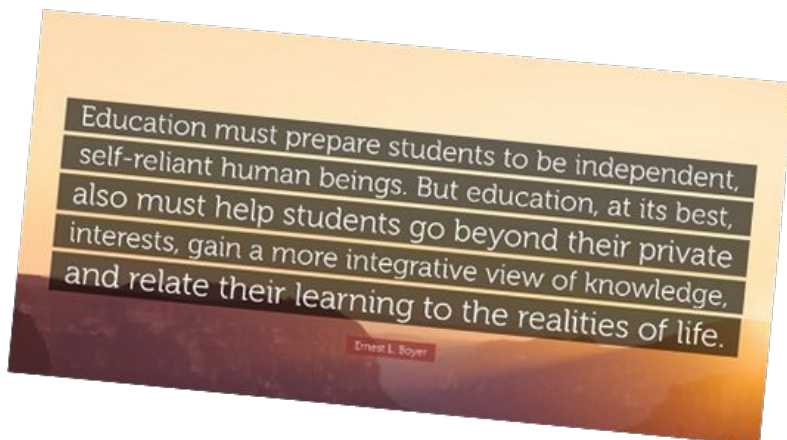 Education must prepare students to be independent,
self-reliant human beings. But education, at its best,
also must help students go beyond their private
interests, gain a more integrative view of knowledge,
and relate their learning to the realities of life.
Ernest L. Boyer